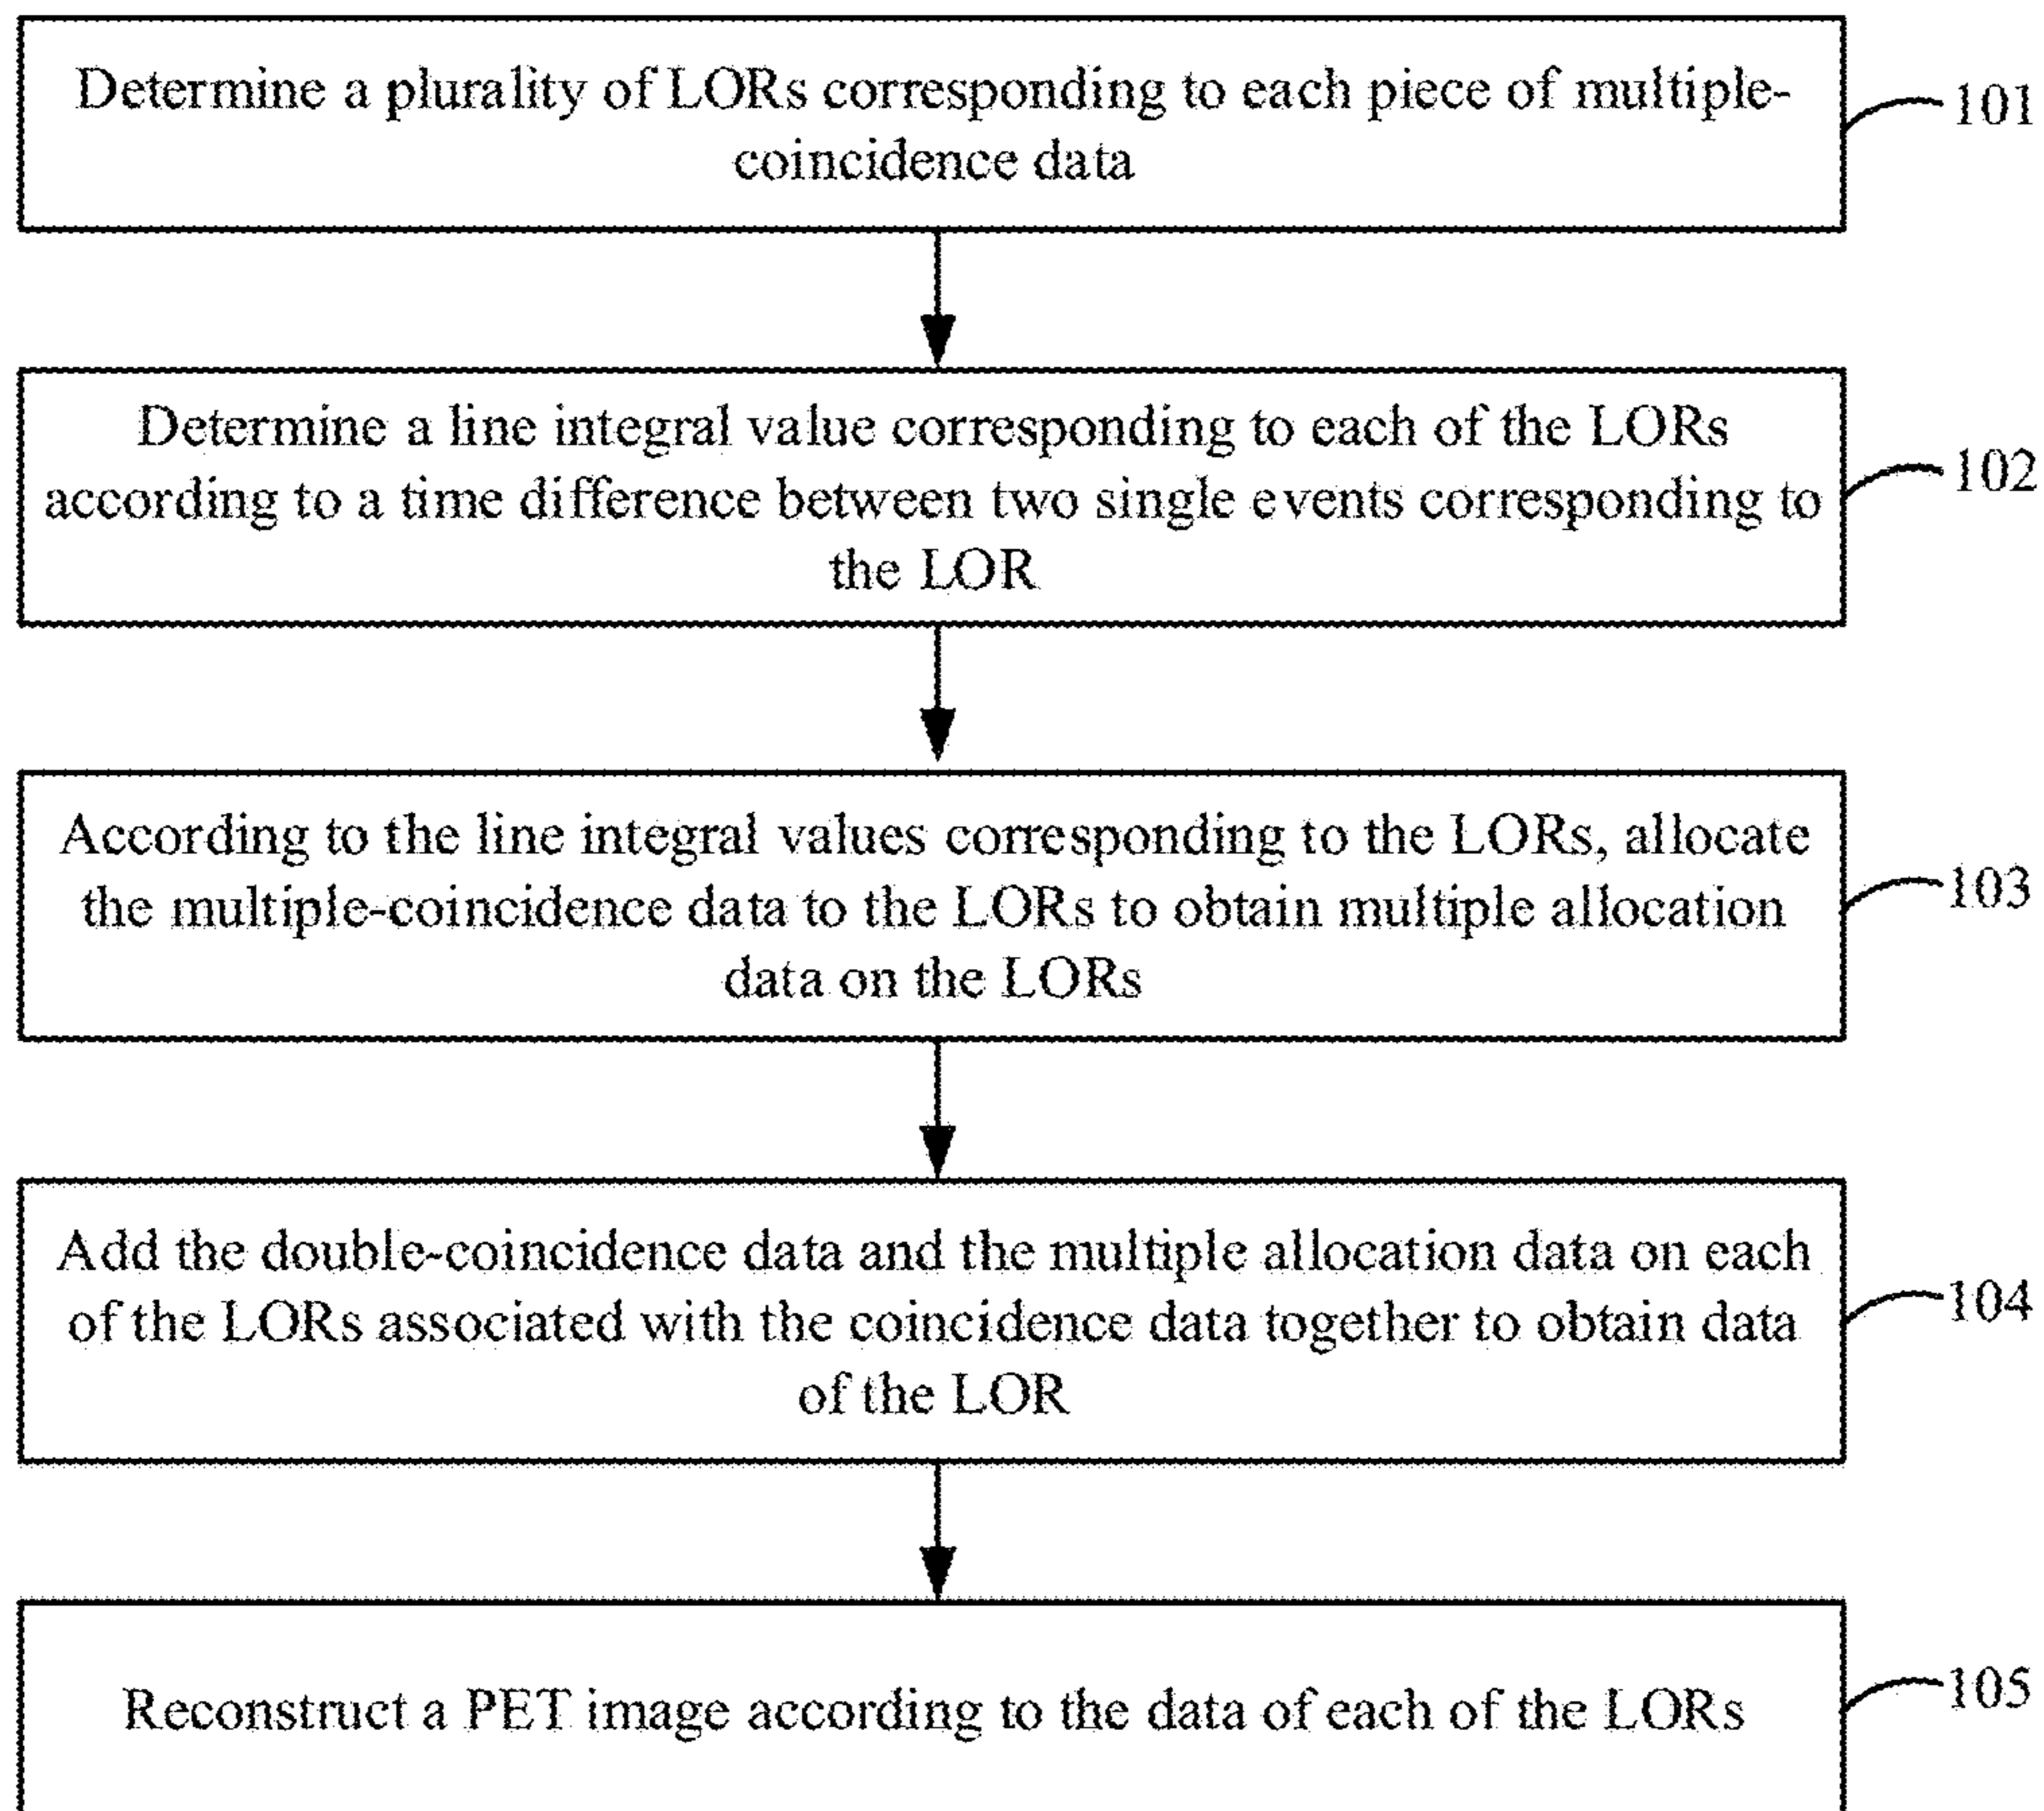 Determine a plurality of LORs corresponding to each piece of multiple-
coincidence data
101
Determine a line integral value corresponding to each of the LORs
according to a time difference between two single events corresponding to
the LOR
102
According to the line integral values corresponding to the LORs, allocate
the multiple-coincidence data to the LORs to obtain multiple allocation
data on the LORs
103
Add the double-coincidence data and the multiple allocation data on each
of the LORs associated with the coincidence data together to obtain data
of the LOR
104
Reconstruct a PET image according to the data of each of the LORs
105